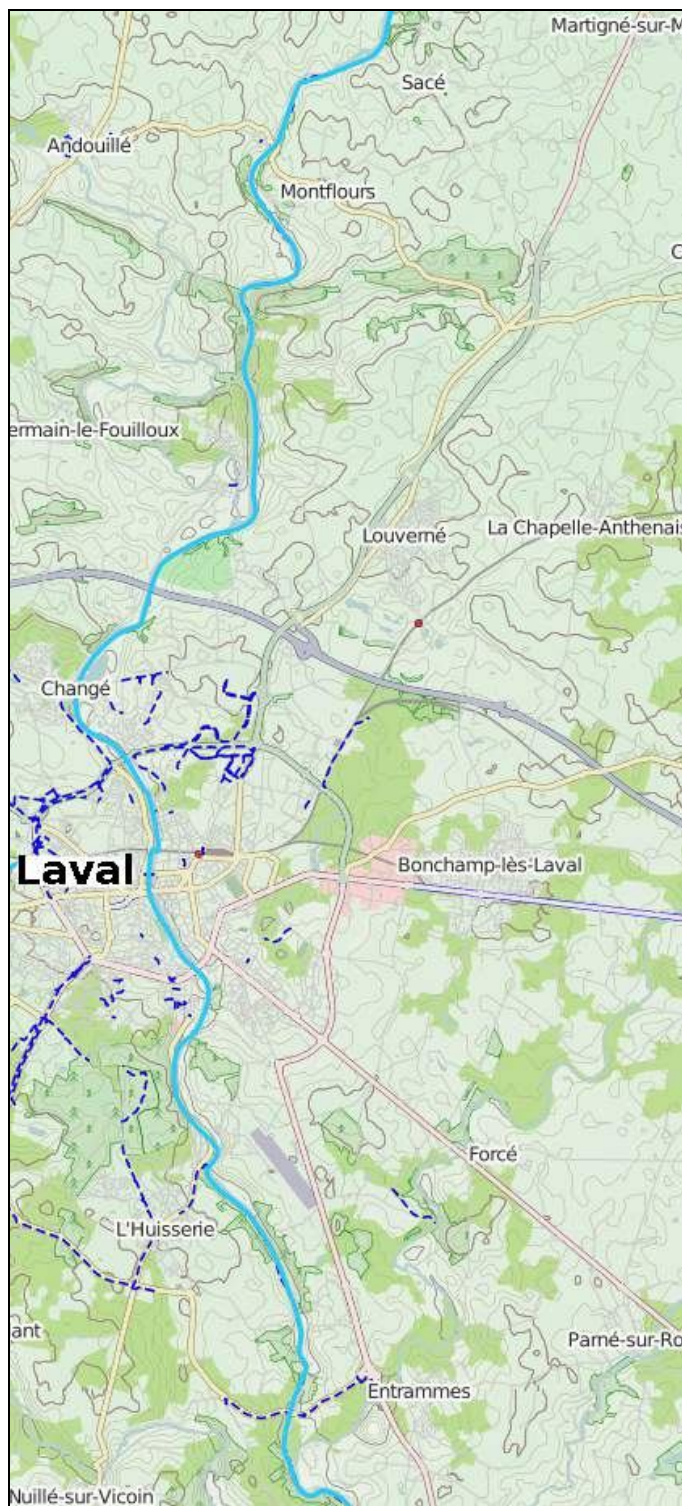 Martigné-sur-M
Sacé
Andouillé
Montflours
C
ermain-le-Fouilloux
Louverné
La Chapelle-Anthenais
Changé
Laval
Bonchamp-lès-Laval
Forcé
L'Huisserie
ant
Parné-sur-Ro
Entrammes
Nuillé-sur-Vicoin